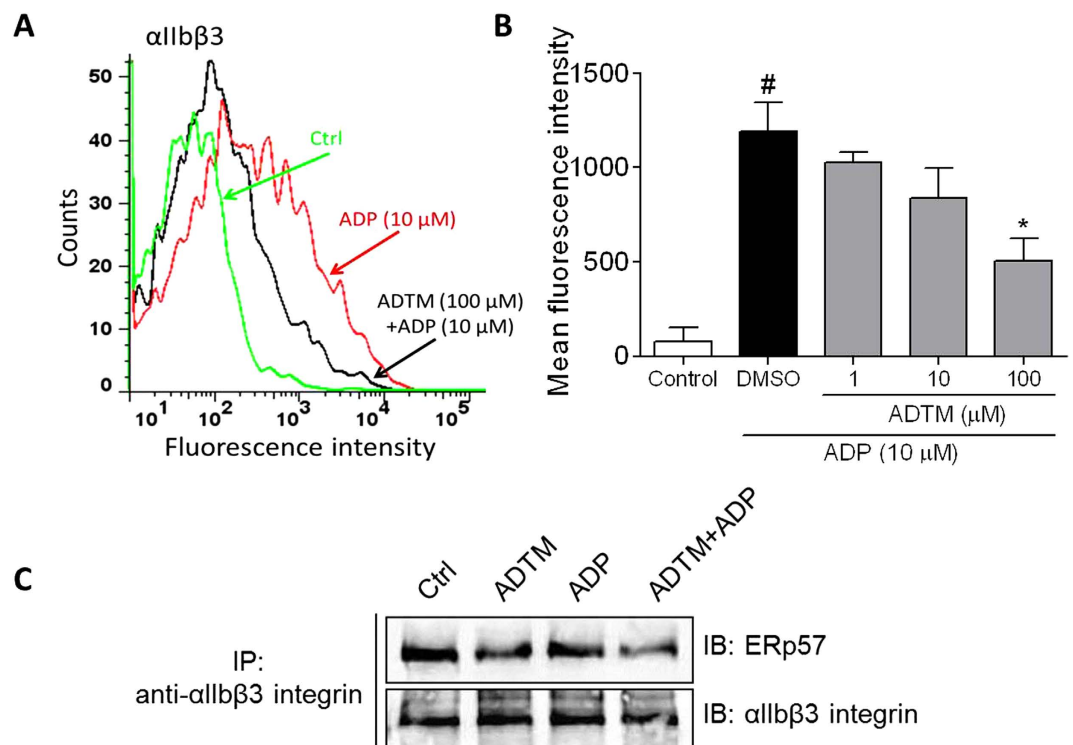 A
αIIbβ3
Counts
50
40
30
20
10
0
10¹ 10² 10³ 10⁴ 10⁵
Fluorescence intensity
Ctrl
ADP (10 μM)
ADTM (100 μM)
+ADP (10 μM)
B
Mean fluorescence intensity
1500
1000
500
0
#
*
Control DMSO 1 10 100
ADTM (μM)
ADP (10 μM)
C
Ctrl ADTM ADP ADTM+ADP
IP:
anti-αIIbβ3 integrin
IB: ERp57
IB: αIIbβ3 integrin